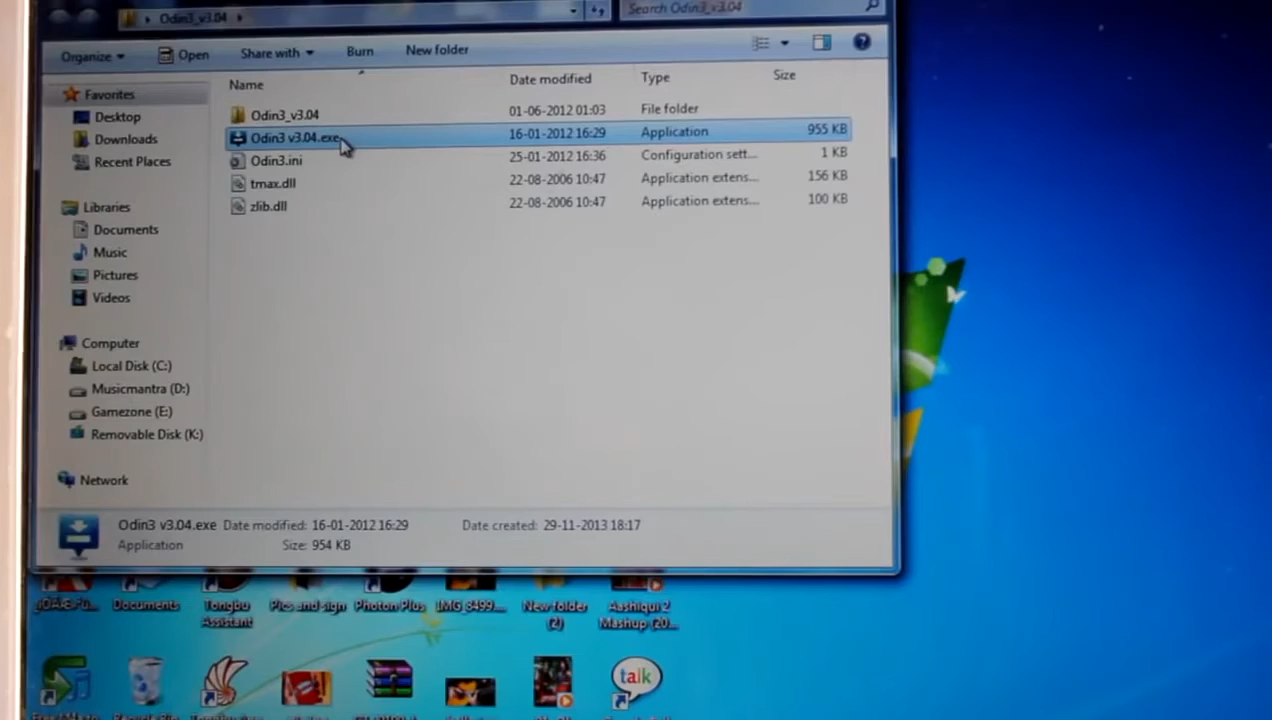 Odin3_v3.04
Search Odin3_v3.04
Organize
Open
Share with
Burn
New folder
Name
Date modified
Type
Size
Odin3_v3.04
01-06-2012 01:03
File folder
Odin3 v3.04.exe
16-01-2012 16:29
Application
955 KB
Odin3.ini
25-01-2012 16:36
Configuration sett...
1 KB
tmax.dll
22-08-2006 10:47
Application extens...
156 KB
zlib.dll
22-08-2006 10:47
Application extens...
100 KB
Favorites
Desktop
Downloads
Recent Places
Libraries
Documents
Music
Pictures
Videos
Computer
Local Disk (C:)
Musicmantra (D:)
Gamezone (E:)
Removable Disk (K:)
Network
Odin3 v3.04.exe
Date modified: 16-01-2012 16:29
Date created: 29-11-2013 18:17
Application
Size: 954 KB
Documents
Tongbu
Assistant
Pics and sign
Photon Plus
IMG_8499...
New folder
(2)
Aashiqui 2
Mashup (20...
talk